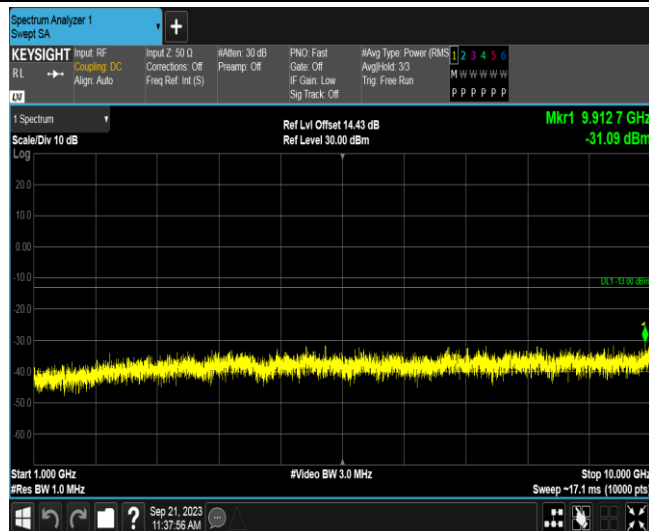 Spectrum Analyzer 1
Swept SA
+
KEYSIGHT Input: RF Input Z: 50 Ω #Atten: 30 dB PNO: Fast #Avg Type: Power (RMS 1 2 3 4 5 6
RL Coupling: DC Corrections: Off Preamp: Off Gate: Off Avg|Hold: 3/3 M W W W W W
Align: Auto Freq Ref: Int (S) IF Gain: Low Trig: Free Run
Sig Track: Off P P P P P P
LXI
1 Spectrum Ref Lvl Offset 14.43 dB Mkr1 9.912 7 GHz
Scale/Div 10 dB Ref Level 30.00 dBm -31.09 dBm
Log
20.0
10.0
0.00
-10.0
DL1 -13.00 dBm
-20.0
-30.0
1
-40.0
-50.0
-60.0
Start 1.000 GHz #Video BW 3.0 MHz Stop 10.000 GHz
#Res BW 1.0 MHz Sweep ~17.1 ms (10000 pts)
? Sep 21, 2023
11:37:56 AM